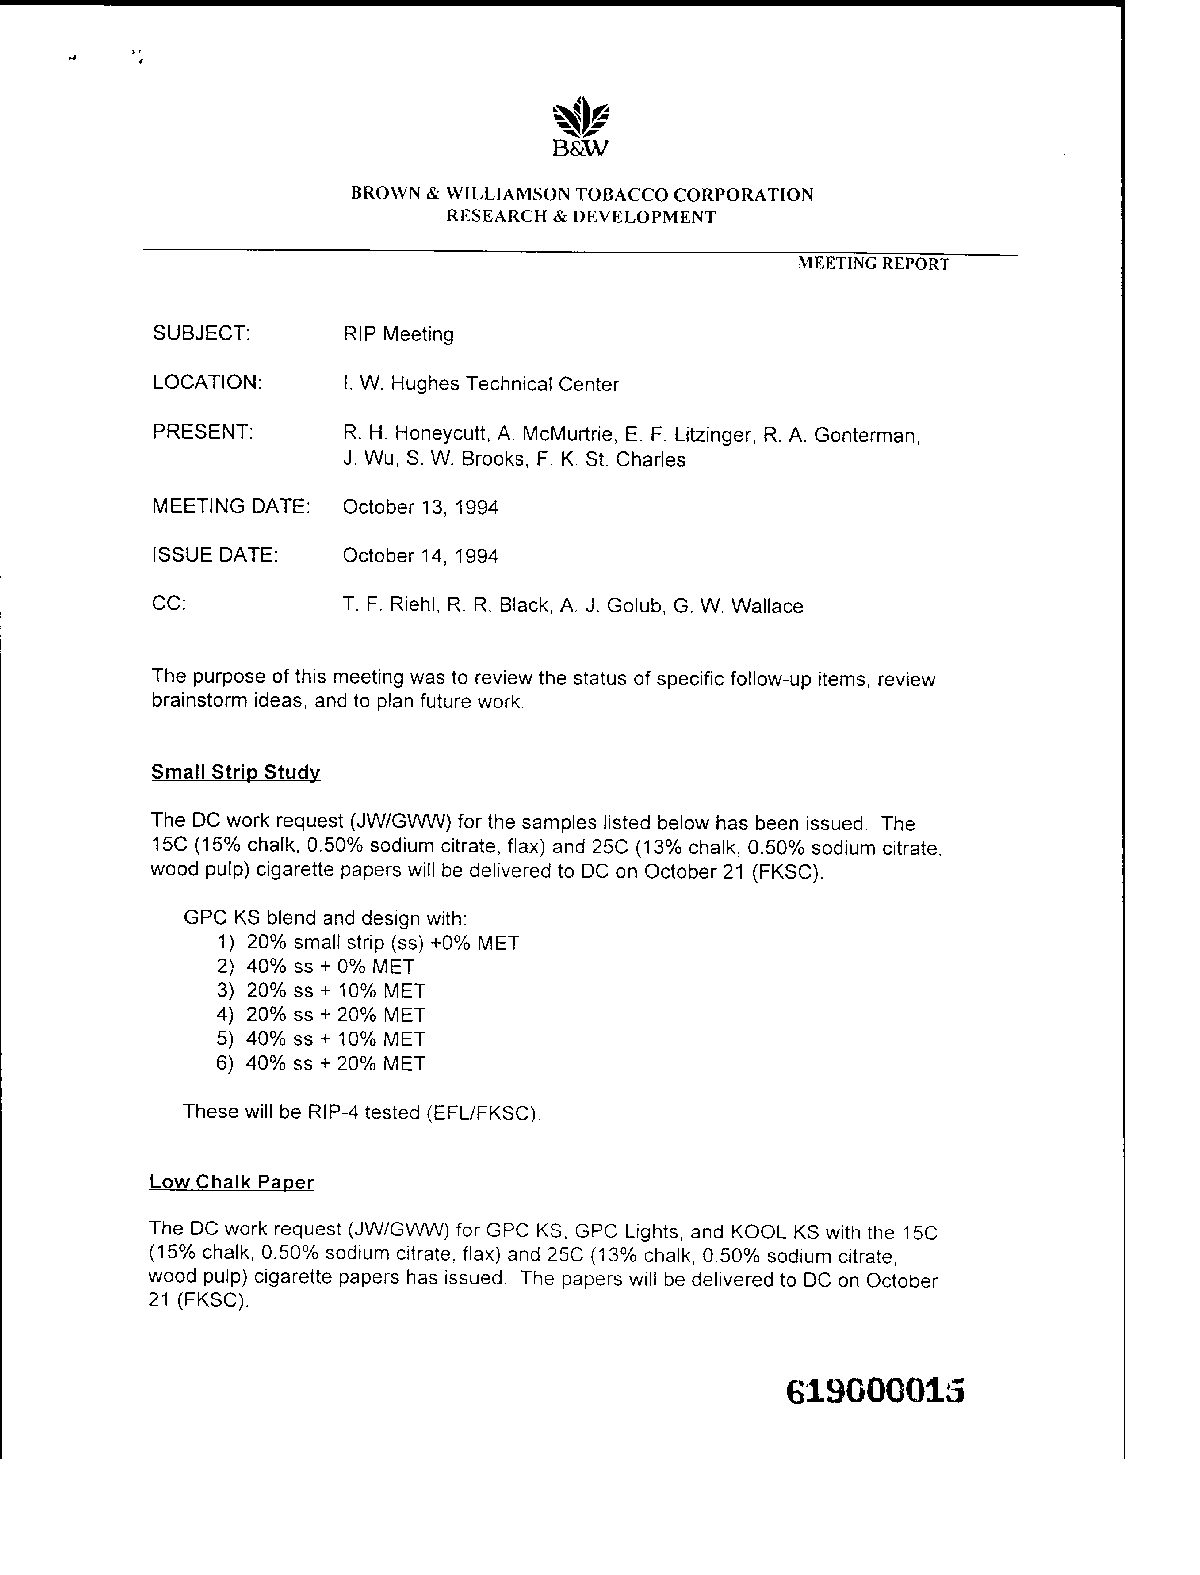 B&W
BROWN & WILLIAMSON TOBACCO CORPORATION
RESEARCH & DEVELOPMENT
MEETING REPORT
SUBJECT: RIP Meeting
LOCATION: I. W. Hughes Technical Center
PRESENT: R. H. Honeycutt, A. McMurtrie, E. F. Litzinger, R. A. Gonterman,
J. Wu, S. W. Brooks, F. K. St. Charles
MEETING DATE: October 13, 1994
ISSUE DATE: October 14, 1994
CC: T. F. Riehl, R. R. Black, A. J. Golub, G. W. Wallace
The purpose of this meeting was to review the status of specific follow-up items, review
brainstorm ideas, and to plan future work.
Small Strip Study
The DC work request (JW/GWW) for the samples listed below has been issued. The
15C (15% chalk, 0.50% sodium citrate, flax) and 25C (13% chalk, 0.50% sodium citrate,
wood pulp) cigarette papers will be delivered to DC on October 21 (FKSC).
GPC KS blend and design with:
1) 20% small strip (ss) +0% MET
2) 40% ss + 0% MET
3) 20% ss + 10% MET
4) 20% ss + 20% MET
5) 40% ss + 10% MET
6) 40% ss + 20% MET
These will be RIP-4 tested (EFL/FKSC).
Low Chalk Paper
The DC work request (JW/GWW) for GPC KS, GPC Lights, and KOOL KS with the 15C
(15% chalk, 0.50% sodium citrate, flax) and 25C (13% chalk, 0.50% sodium citrate,
wood pulp) cigarette papers has issued. The papers will be delivered to DC on October
21 (FKSC).
619000015